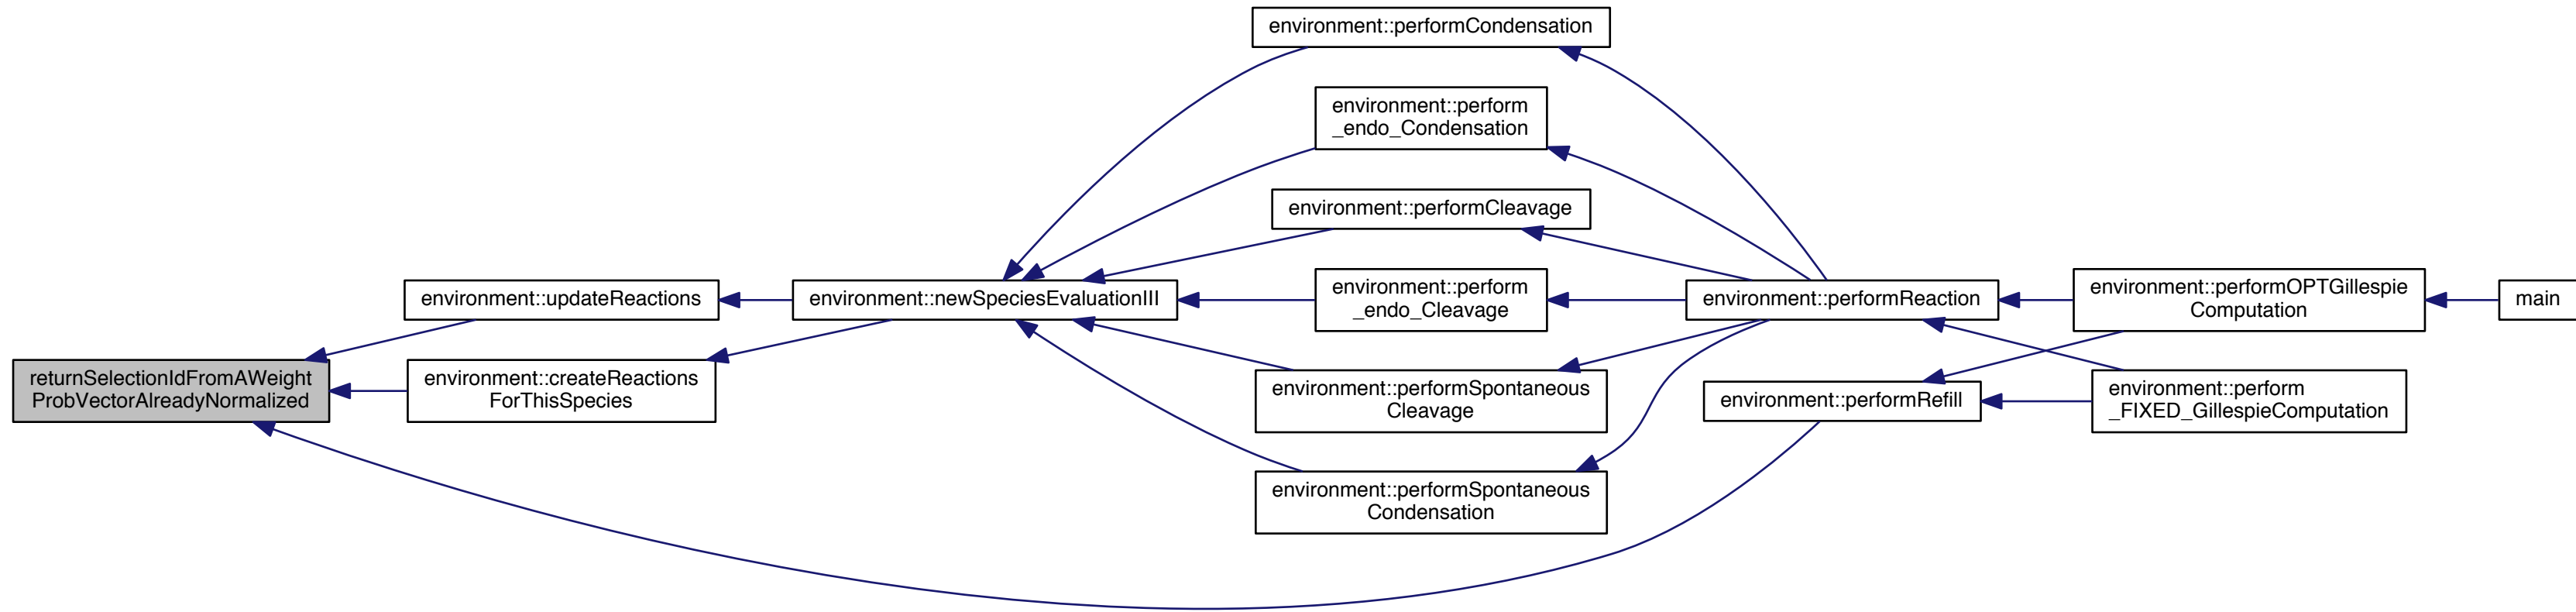 returnSelectionIdFromAWeight
ProbVectorAlreadyNormalized
environment::updateReactions
environment::createReactions
ForThisSpecies
environment::newSpeciesEvaluationIII
environment::performCondensation
environment::perform
_endo_Condensation
environment::performCleavage
environment::perform
_endo_Cleavage
environment::performSpontaneous
Cleavage
environment::performSpontaneous
Condensation
environment::performReaction
environment::performRefill
environment::performOPTGillespie
Computation
environment::perform
_FIXED_GillespieComputation
main